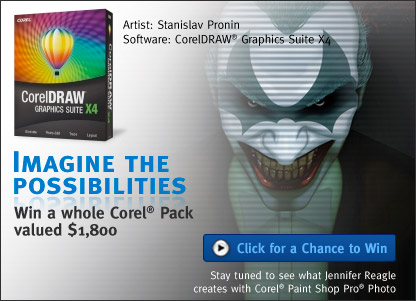 Artist: Stanislav Pronin
Software: CorelDRAW® Graphics Suite X4
COREL
CorelDRAW
GRAPHICS SUITE X4
IMAGINE THE
POSSIBILITIES
Win a whole Corel® Pack
valued $1,800
Click for a Chance to Win
Stay tuned to see what Jennifer Reagle
creates with Corel® Paint Shop Pro® Photo